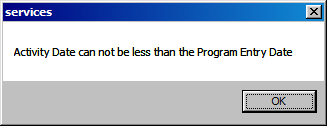 services
Activity Date can not be less than the Program Entry Date
OK